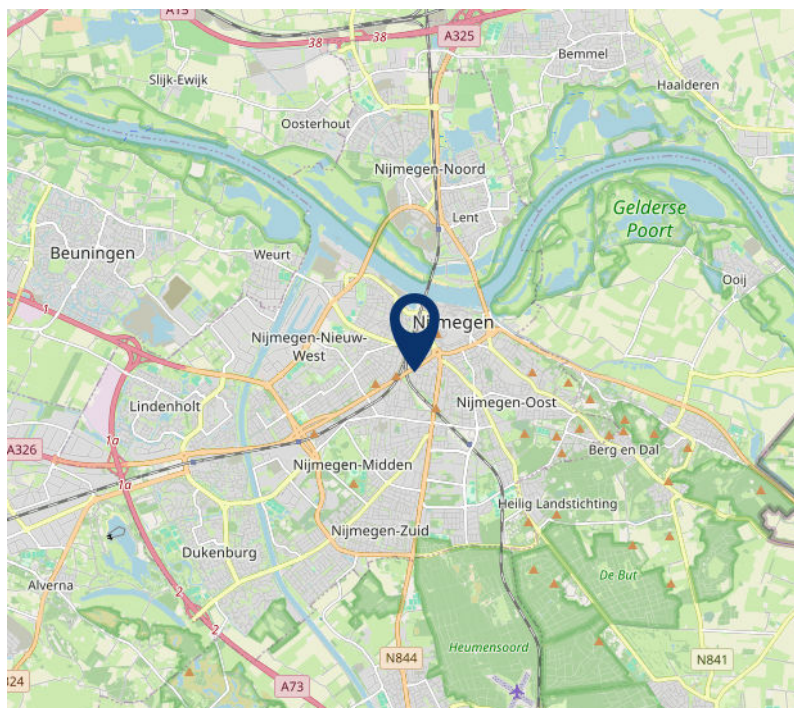 A15
38
38
A325
Bemmel
Slijk-Ewijk
Haalderen
Oosterhout
Nijmegen-Noord
Lent
Gelderse
Poort
Beuningen
Weurt
Ooij
1
Nijmegen
Nijmegen-Nieuw-
West
Lindenholt
Nijmegen-Oost
1a
A326
Berg en Dal
Nijmegen-Midden
1a
Heilig Landstichting
Nijmegen-Zuid
Dukenburg
De But
Alverna
2
2
Heumensoord
N844
N841
324
A73